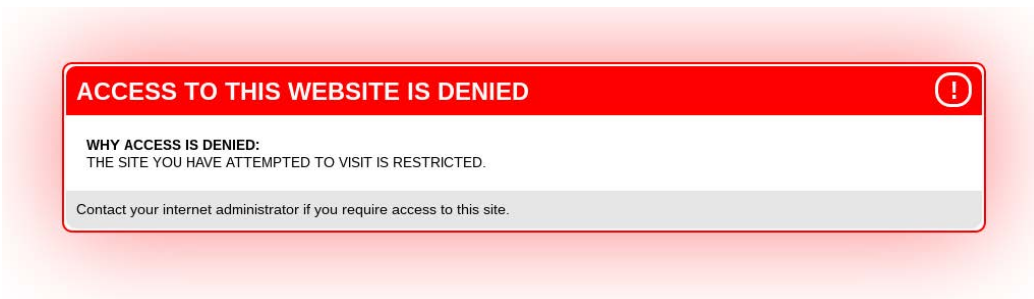 ACCESS TO THIS WEBSITE IS DENIED
!
WHY ACCESS IS DENIED:
THE SITE YOU HAVE ATTEMPTED TO VISIT IS RESTRICTED.
Contact your internet administrator if you require access to this site.